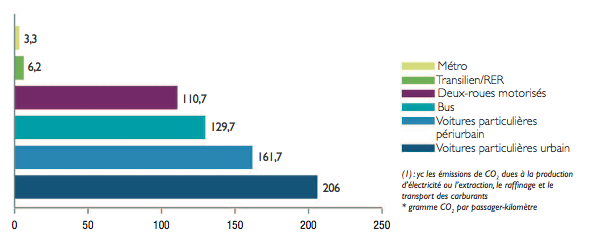 3,3
6,2
110,7
129,7
161,7
206
0
50
100
150
200
250
Métro
Transilien/RER
Deux-roues motorisés
Bus
Voitures particulières
périurbain
Voitures particulières urbain
(1) : yc les émissions de CO2 dues à la production
d'électricité ou l'extraction, le raffinage et le
transport des carburants
* gramme CO2 par passager-kilomètre